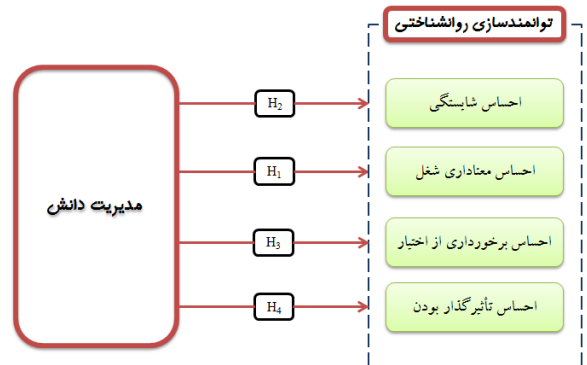 توانمندسازی روانشناختی
H₂
احساس شایستگی
H₁
احساس معناداری شغل
مدیریت دانش
H₃
احساس برخورداری از اختیار
H₄
احساس تأثیرگذار بودن